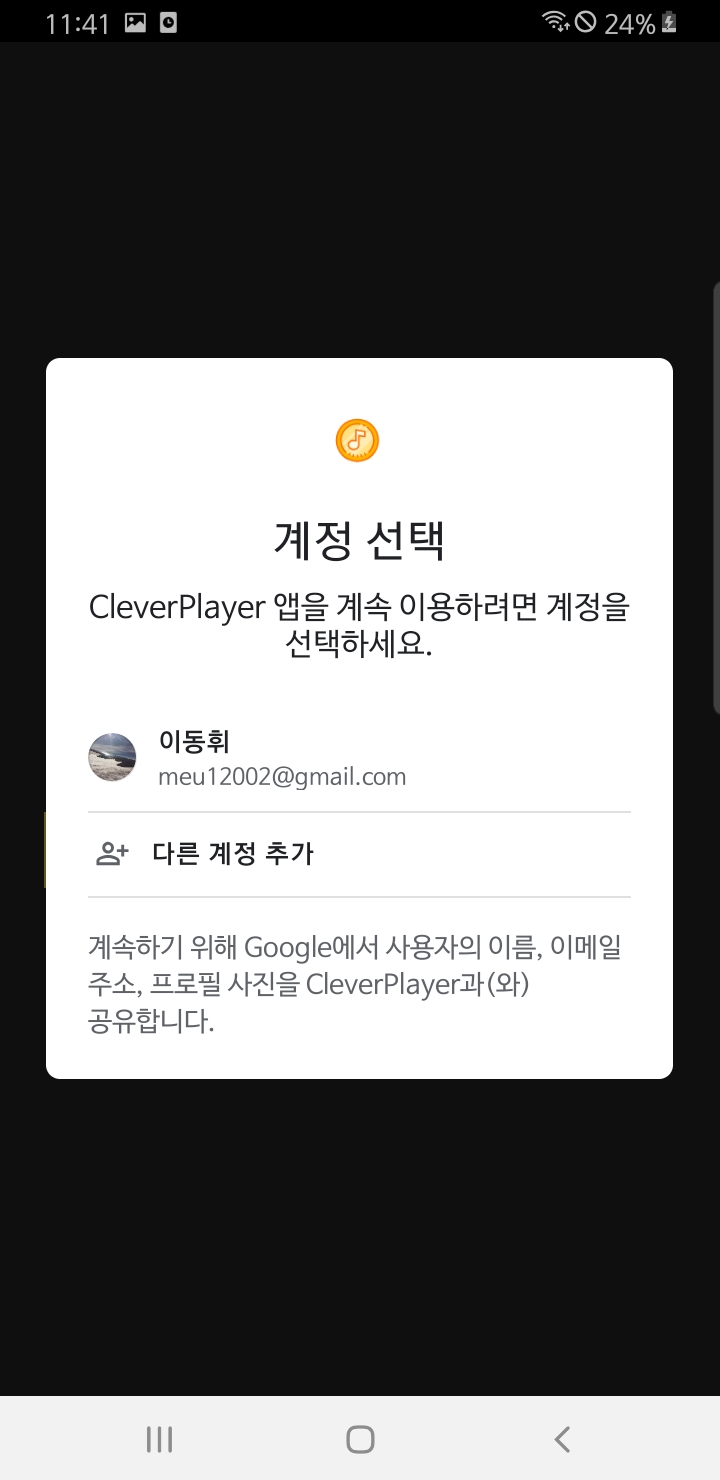 11:41 24%
계정 선택
CleverPlayer 앱을 계속 이용하려면 계정을
선택하세요.
이동휘
meu12002@gmail.com
다른 계정 추가
계속하기 위해 Google에서 사용자의 이름, 이메일
주소, 프로필 사진을 CleverPlayer과(와)
공유합니다.